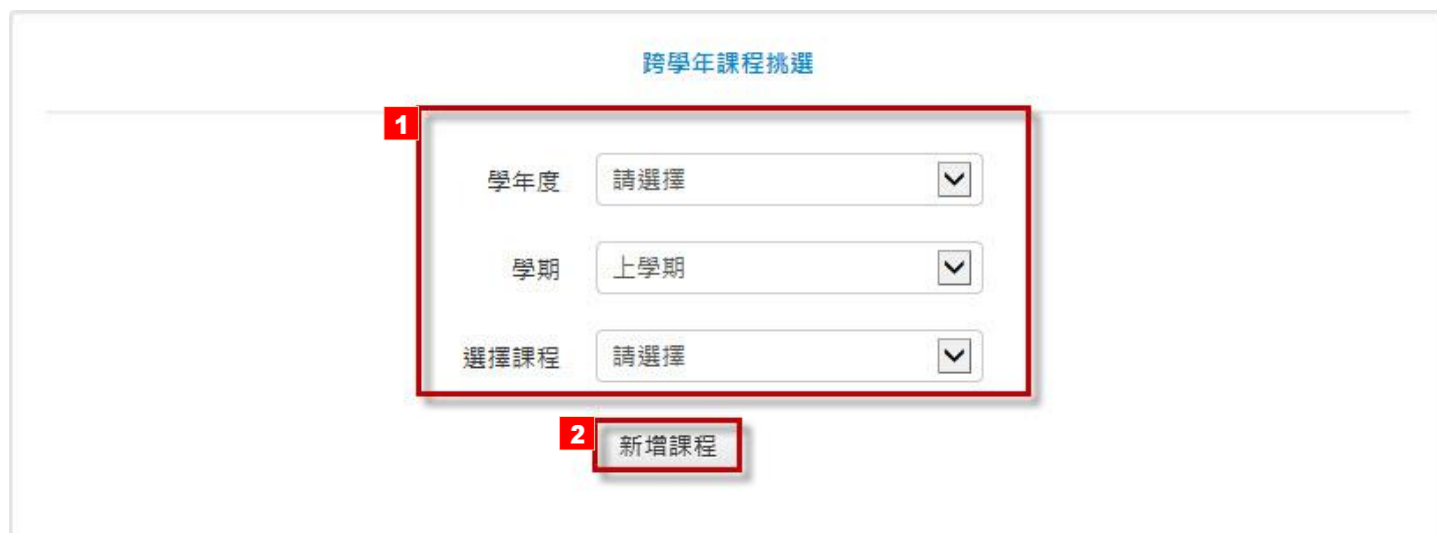 跨學年課程挑選
1
學年度 請選擇
學期 上學期
選擇課程 請選擇
2 新增課程